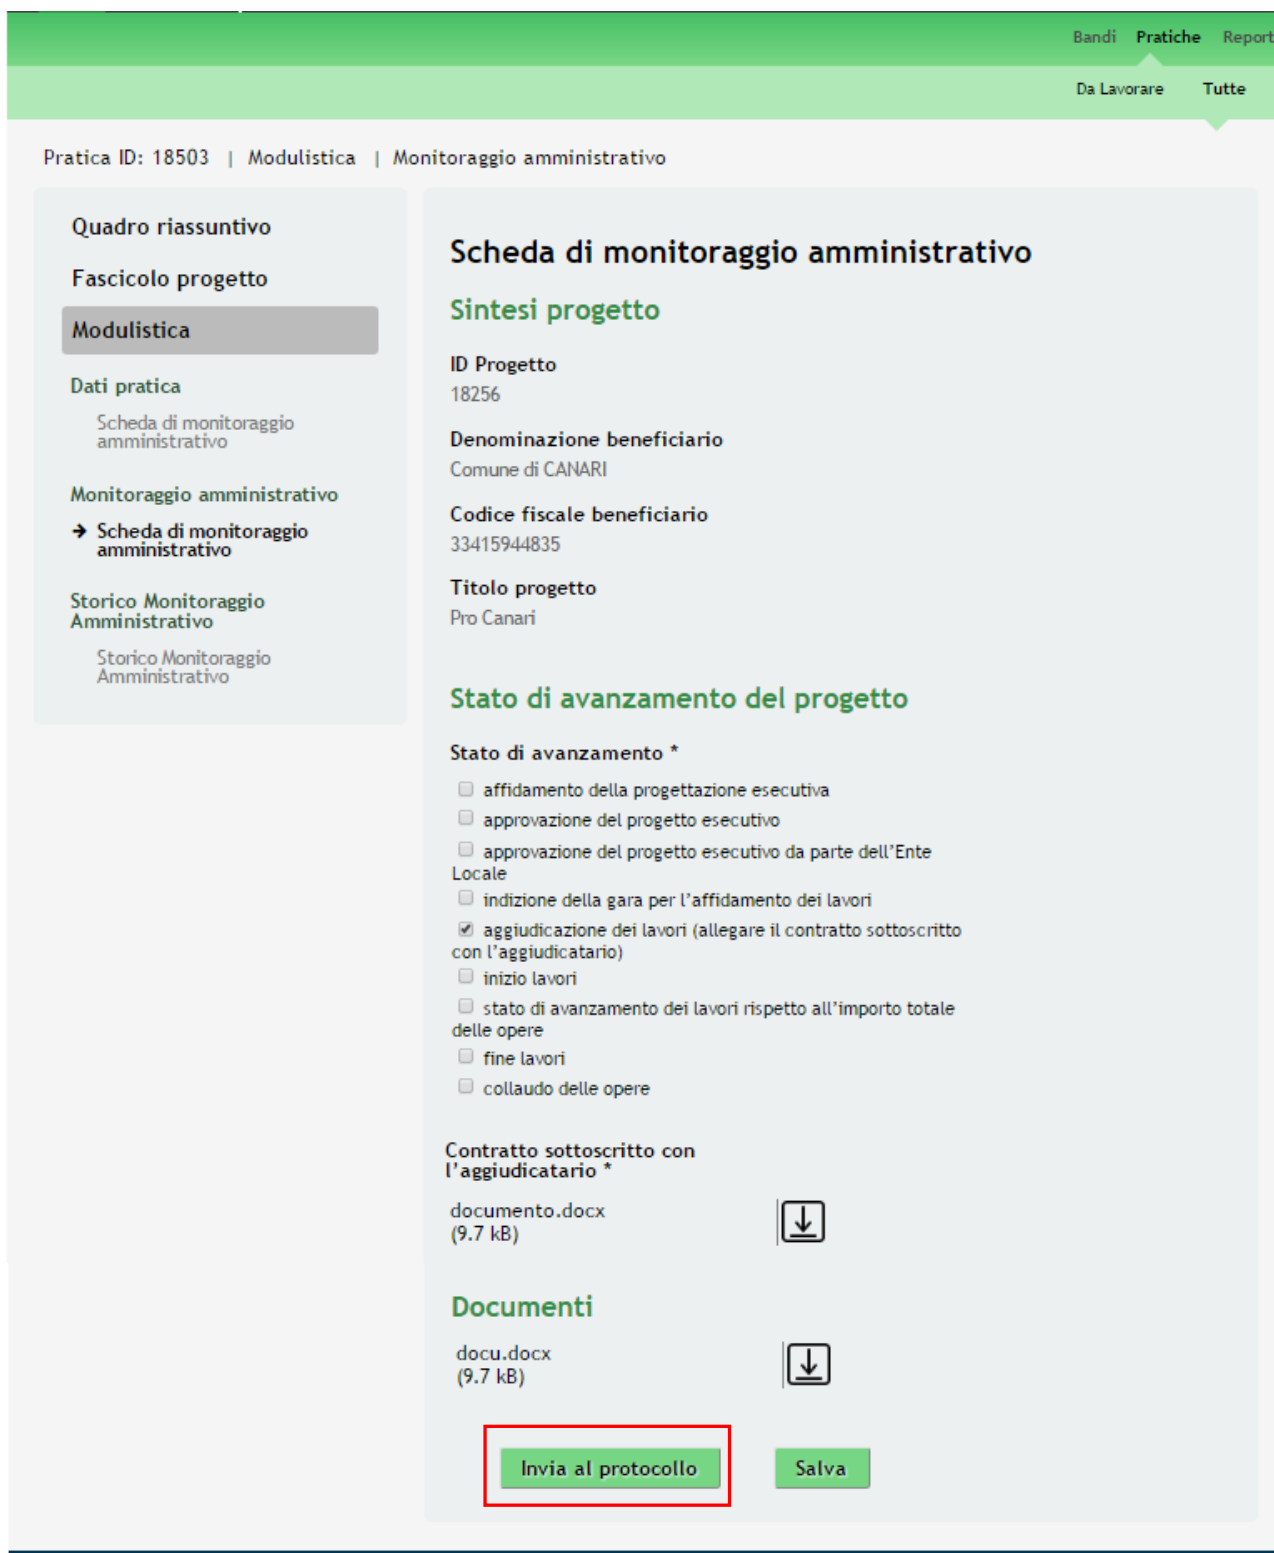 Bandi Pratiche Report
Da Lavorare Tutte
Pratica ID: 18503 | Modulistica | Monitoraggio amministrativo
Quadro riassuntivo
Fascicolo progetto
Modulistica
Dati pratica
Scheda di monitoraggio
amministrativo
Monitoraggio amministrativo
➔ Scheda di monitoraggio
amministrativo
Storico Monitoraggio
Amministrativo
Storico Monitoraggio
Amministrativo
Scheda di monitoraggio amministrativo
Sintesi progetto
ID Progetto
18256
Denominazione beneficiario
Comune di CANARI
Codice fiscale beneficiario
33415944835
Titolo progetto
Pro Canari
Stato di avanzamento del progetto
Stato di avanzamento *
affidamento della progettazione esecutiva
approvazione del progetto esecutivo
approvazione del progetto esecutivo da parte dell'Ente
Locale
indizione della gara per l'affidamento dei lavori
aggiudicazione dei lavori (allegare il contratto sottoscritto
con l'aggiudicatario)
inizio lavori
stato di avanzamento dei lavori rispetto all'importo totale
delle opere
fine lavori
collaudo delle opere
Contratto sottoscritto con
l'aggiudicatario *
documento.docx
(9.7 kB)
Documenti
docu.docx
(9.7 kB)
Invia al protocollo Salva